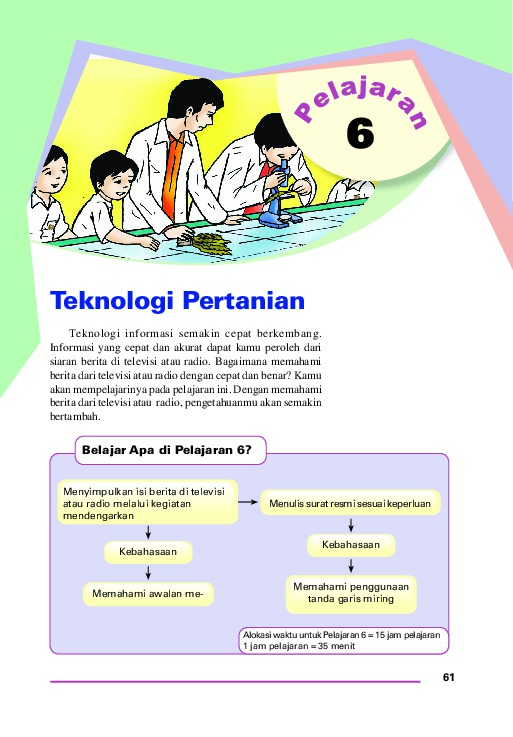 Pelajaran
6
Teknologi Pertanian
Teknologi informasi semakin cepat berkembang.
Informasi yang cepat dan akurat dapat kamu peroleh dari
siaran berita di televisi atau radio. Bagaimana memahami
berita dari televisi atau radio dengan cepat dan benar? Kamu
akan mempelajarinya pada pelajaran ini. Dengan memahami
berita dari televisi atau radio, pengetahuanmu akan semakin
bertambah.
Belajar Apa di Pelajaran 6?
Menyimpulkan isi berita di televisi
atau radio melalui kegiatan
mendengarkan
Kebahasaan
Memahami awalan me-
Menulis surat resmi sesuai keperluan
Kebahasaan
Memahami penggunaan
tanda garis miring
Alokasi waktu untuk Pelajaran 6 = 15 jam pelajaran
1 jam pelajaran = 35 menit
61